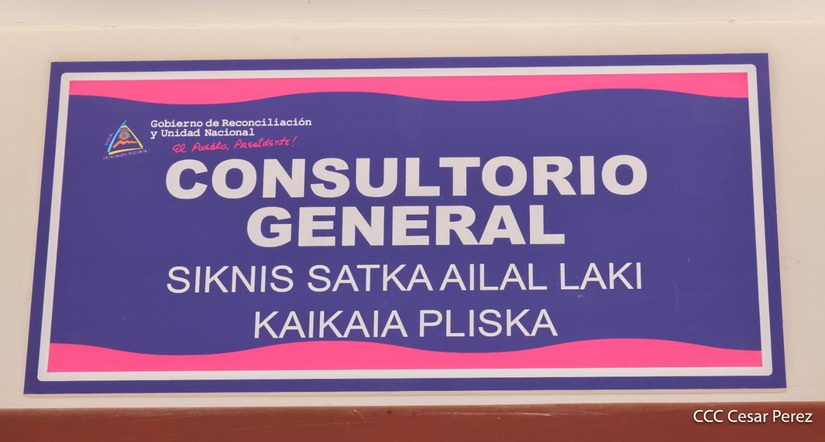 Gobierno de Reconciliación
y Unidad Nacional
El Pueblo, Presidente!
CONSULTORIO
GENERAL
SIKNIS SATKA AILAL LAKI
KAIKAIA PLISKA
CCC Cesar Perez